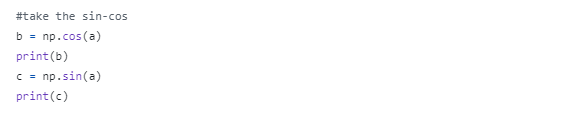 #take the sin-cos
b = np.cos(a)
print(b)
c = np.sin(a)
print(c)